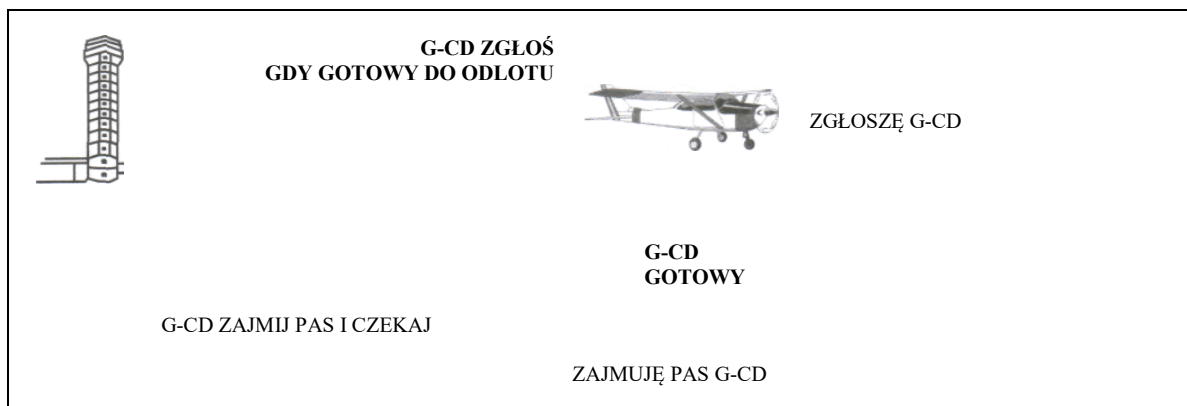 G-CD ZGŁOŚ
GDY GOTOWY DO ODLOTU
ZGŁOSZĘ G-CD
G-CD
GOTOWY
G-CD ZAJMIJ PAS I CZEKAJ
ZAJMUJĘ PAS G-CD